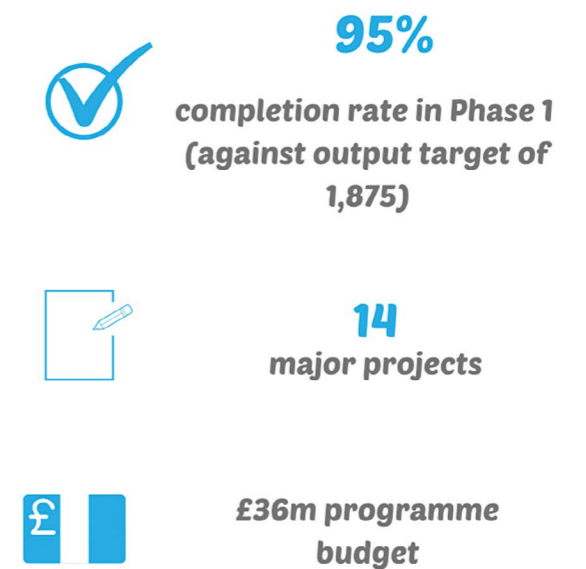 95%
completion rate in Phase 1
(against output target of
1,875)
14
major projects
£
£36m programme
budget